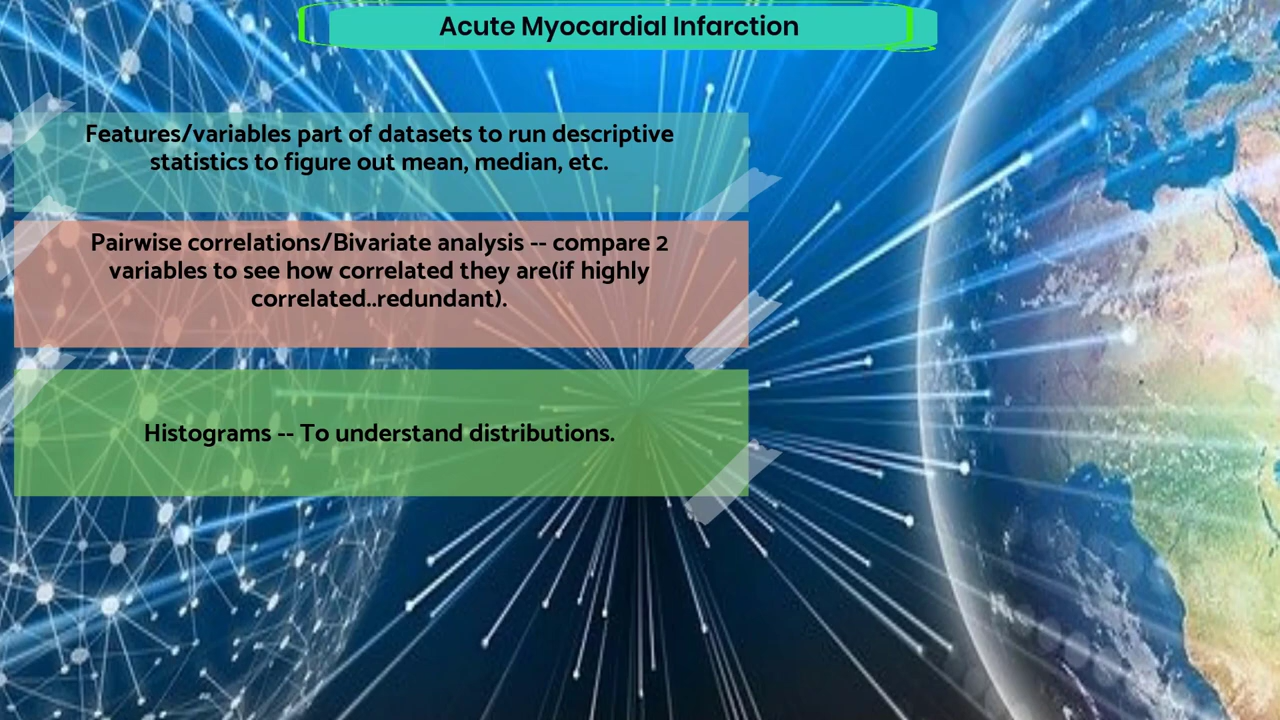 Acute Myocardial Infarction
Features/variables part of datasets to run descriptive
statistics to figure out mean, median, etc.
Pairwise correlations/Bivariate analysis -- compare 2
variables to see how correlated they are(if highly
correlated..redundant).
Histograms -- To understand distributions.